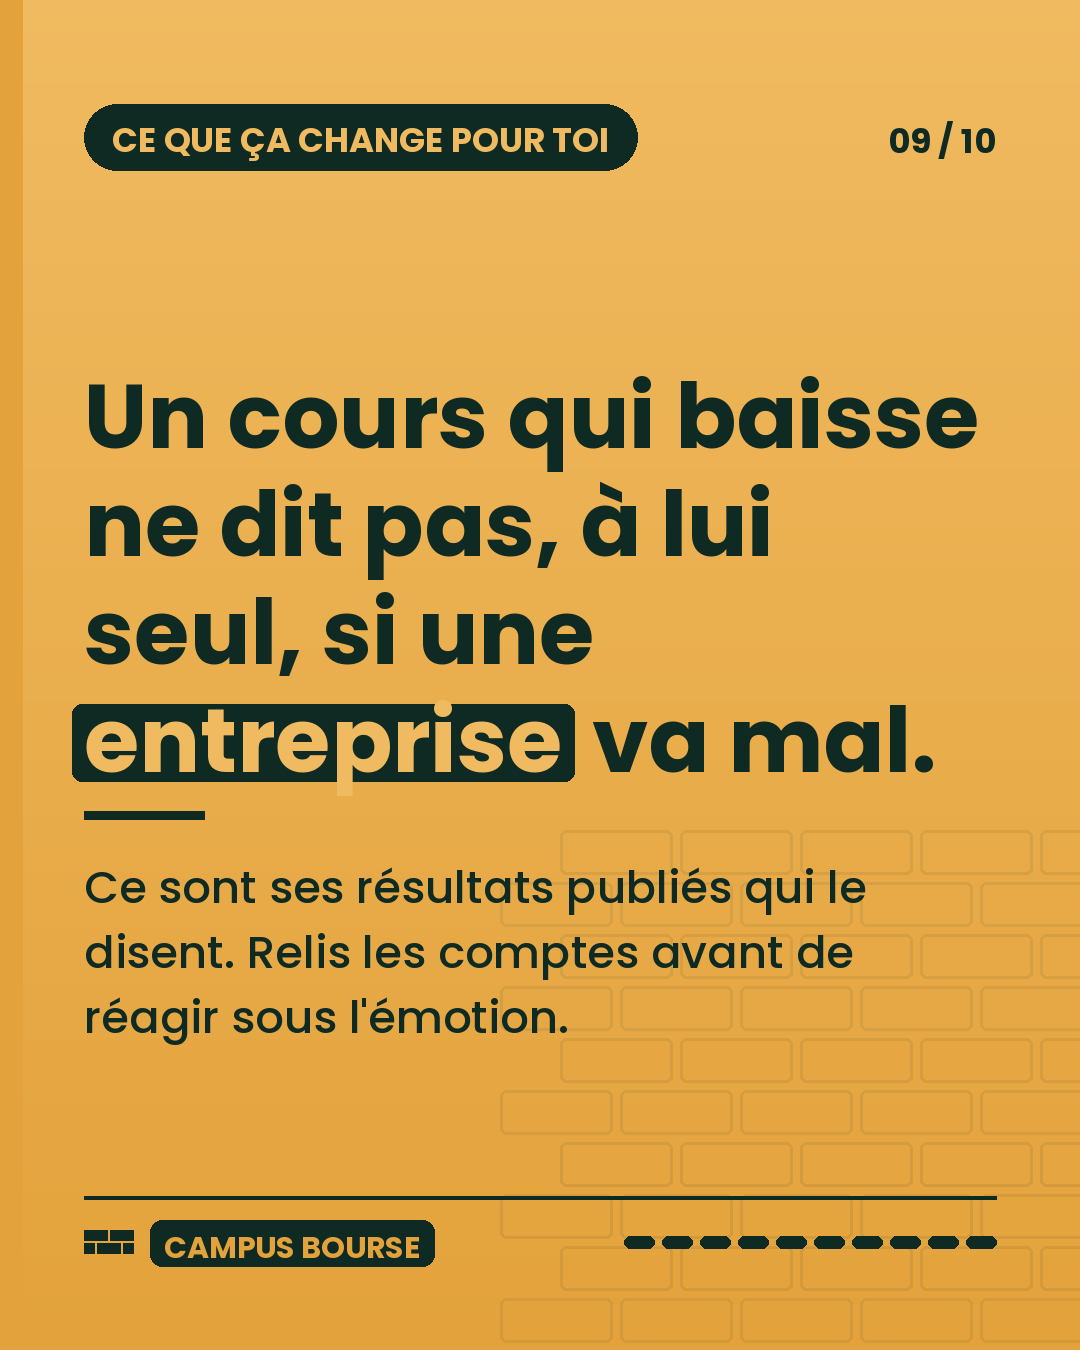 CE QUE ÇA CHANGE POUR TOI
09 / 10
Un cours qui baisse
ne dit pas, à lui
seul, si une
entreprise va mal.
Ce sont ses résultats publiés qui le
disent. Relis les comptes avant de
réagir sous l'émotion.
CAMPUS BOURSE